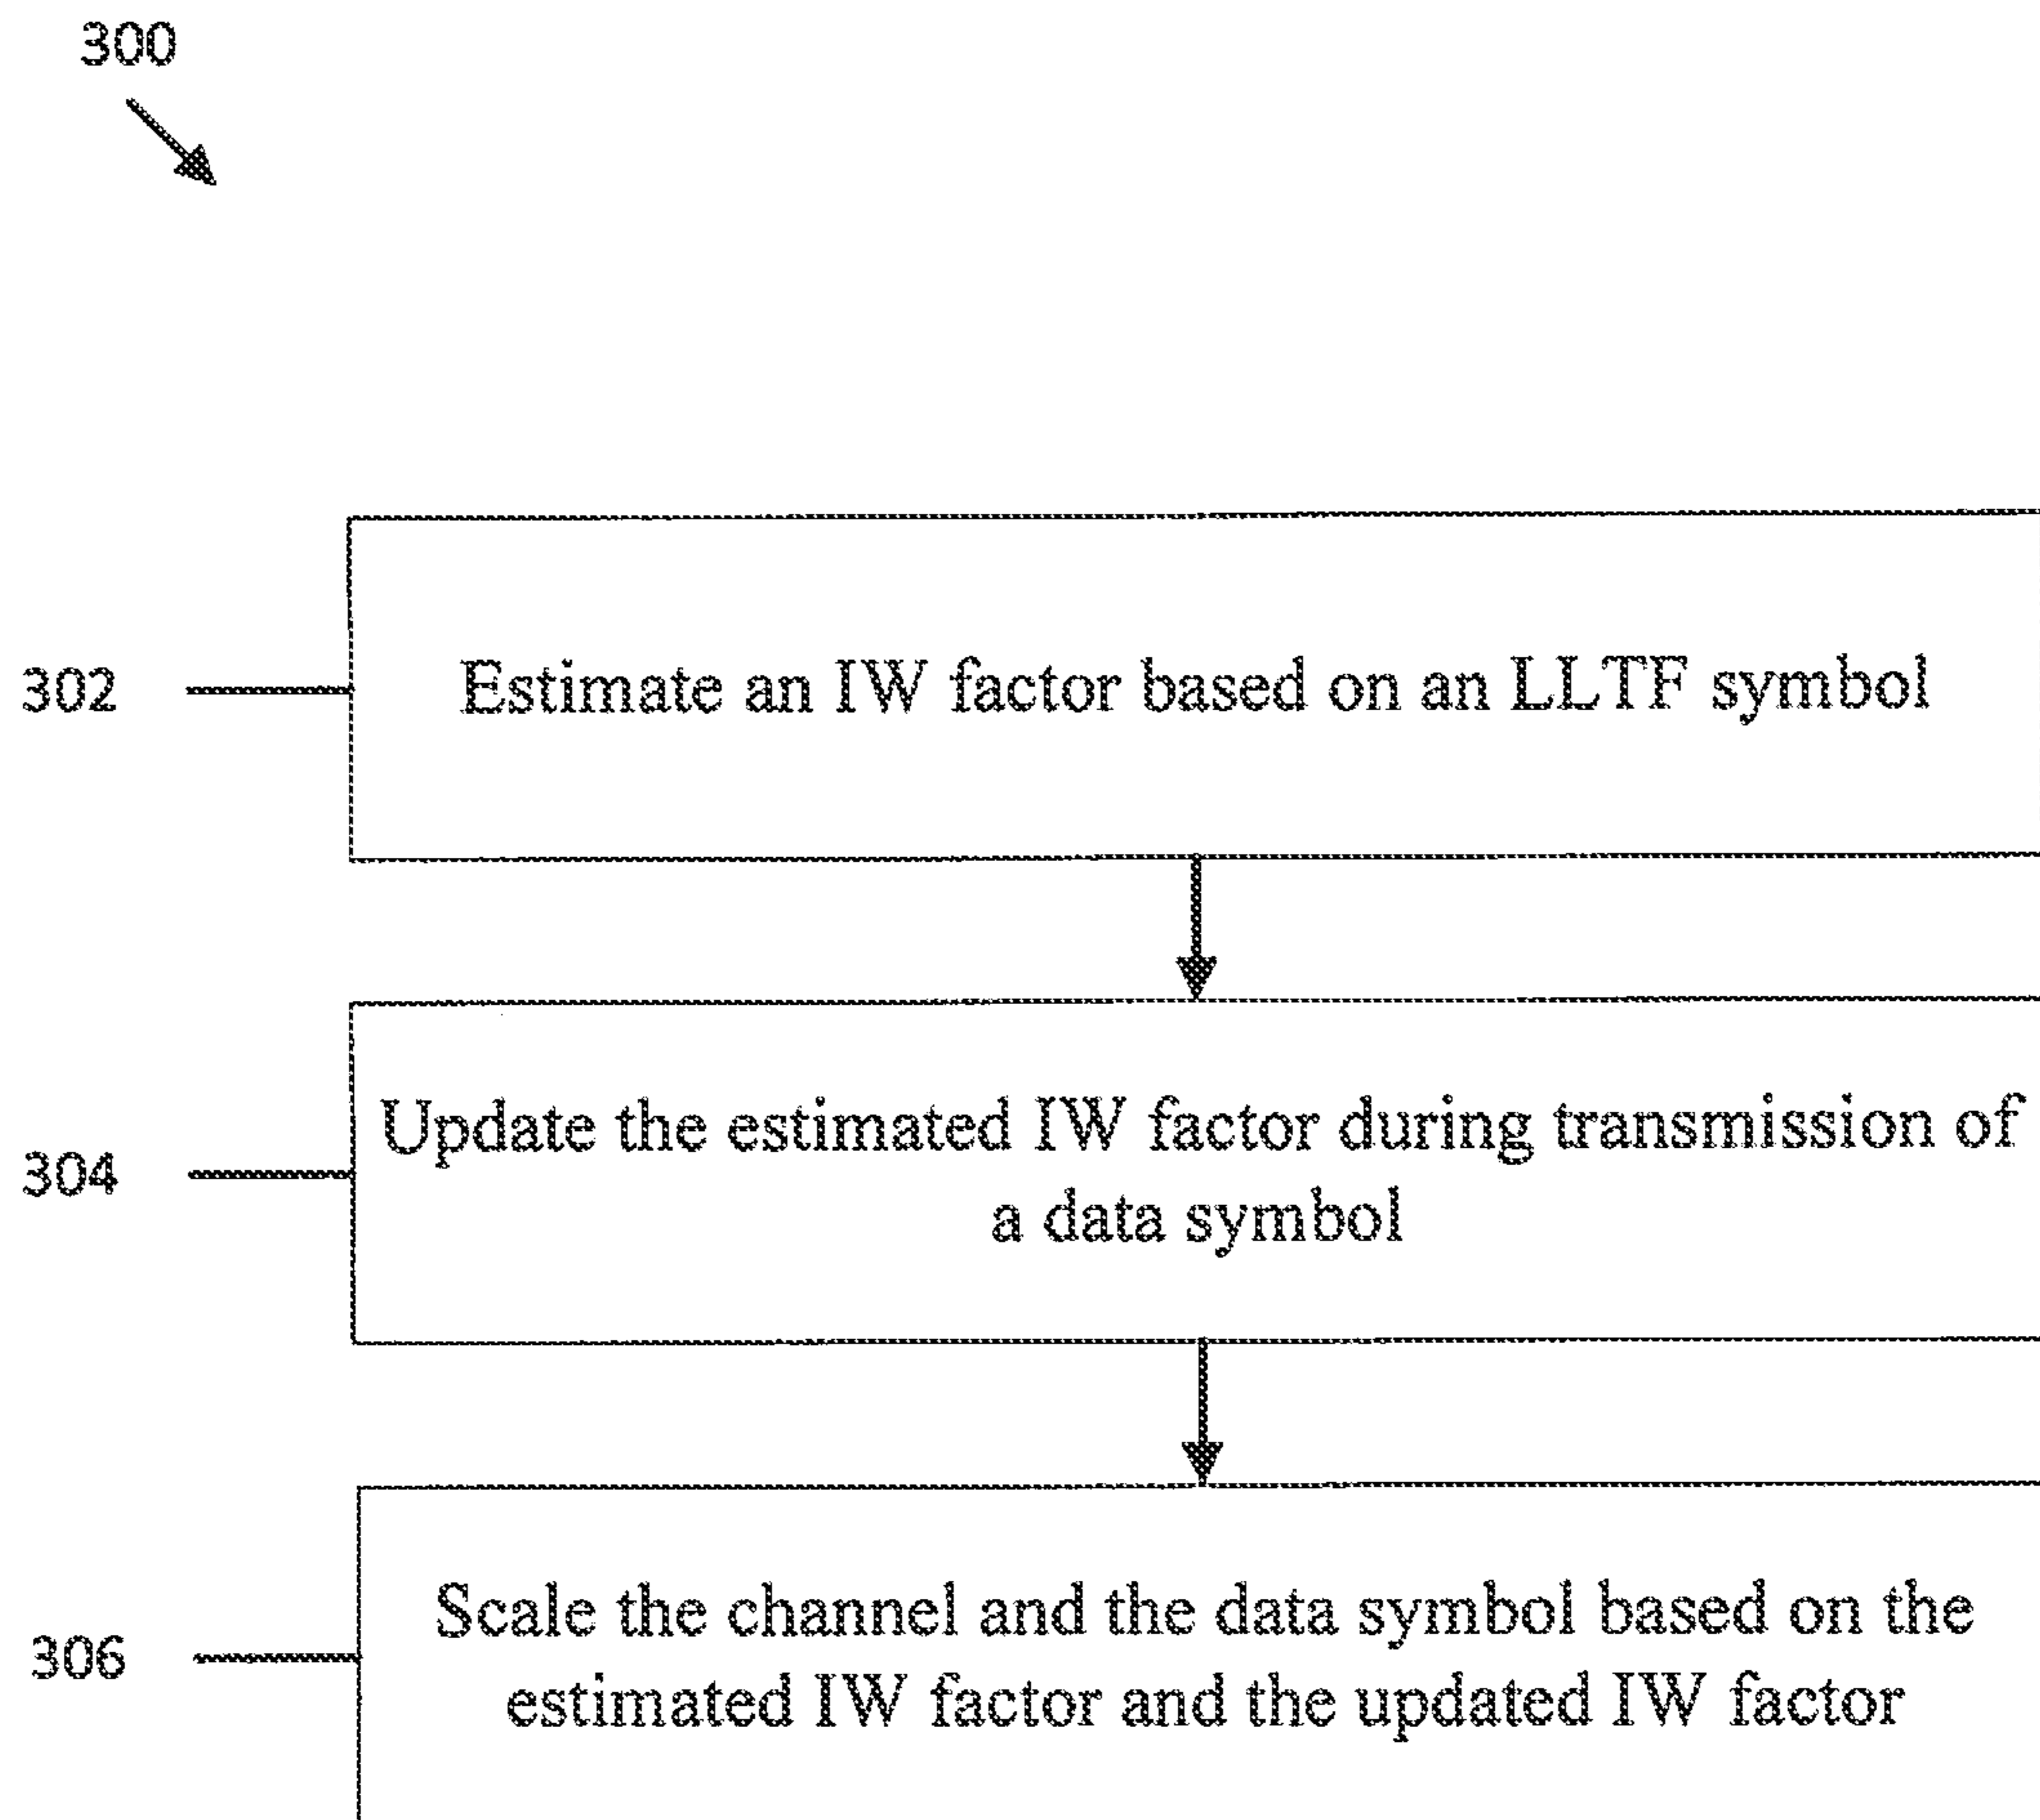 300
302
Estimate an IW factor based on an LLTF symbol
304
Update the estimated IW factor during transmission of
a data symbol
306
Scale the channel and the data symbol based on the
estimated IW factor and the updated IW factor